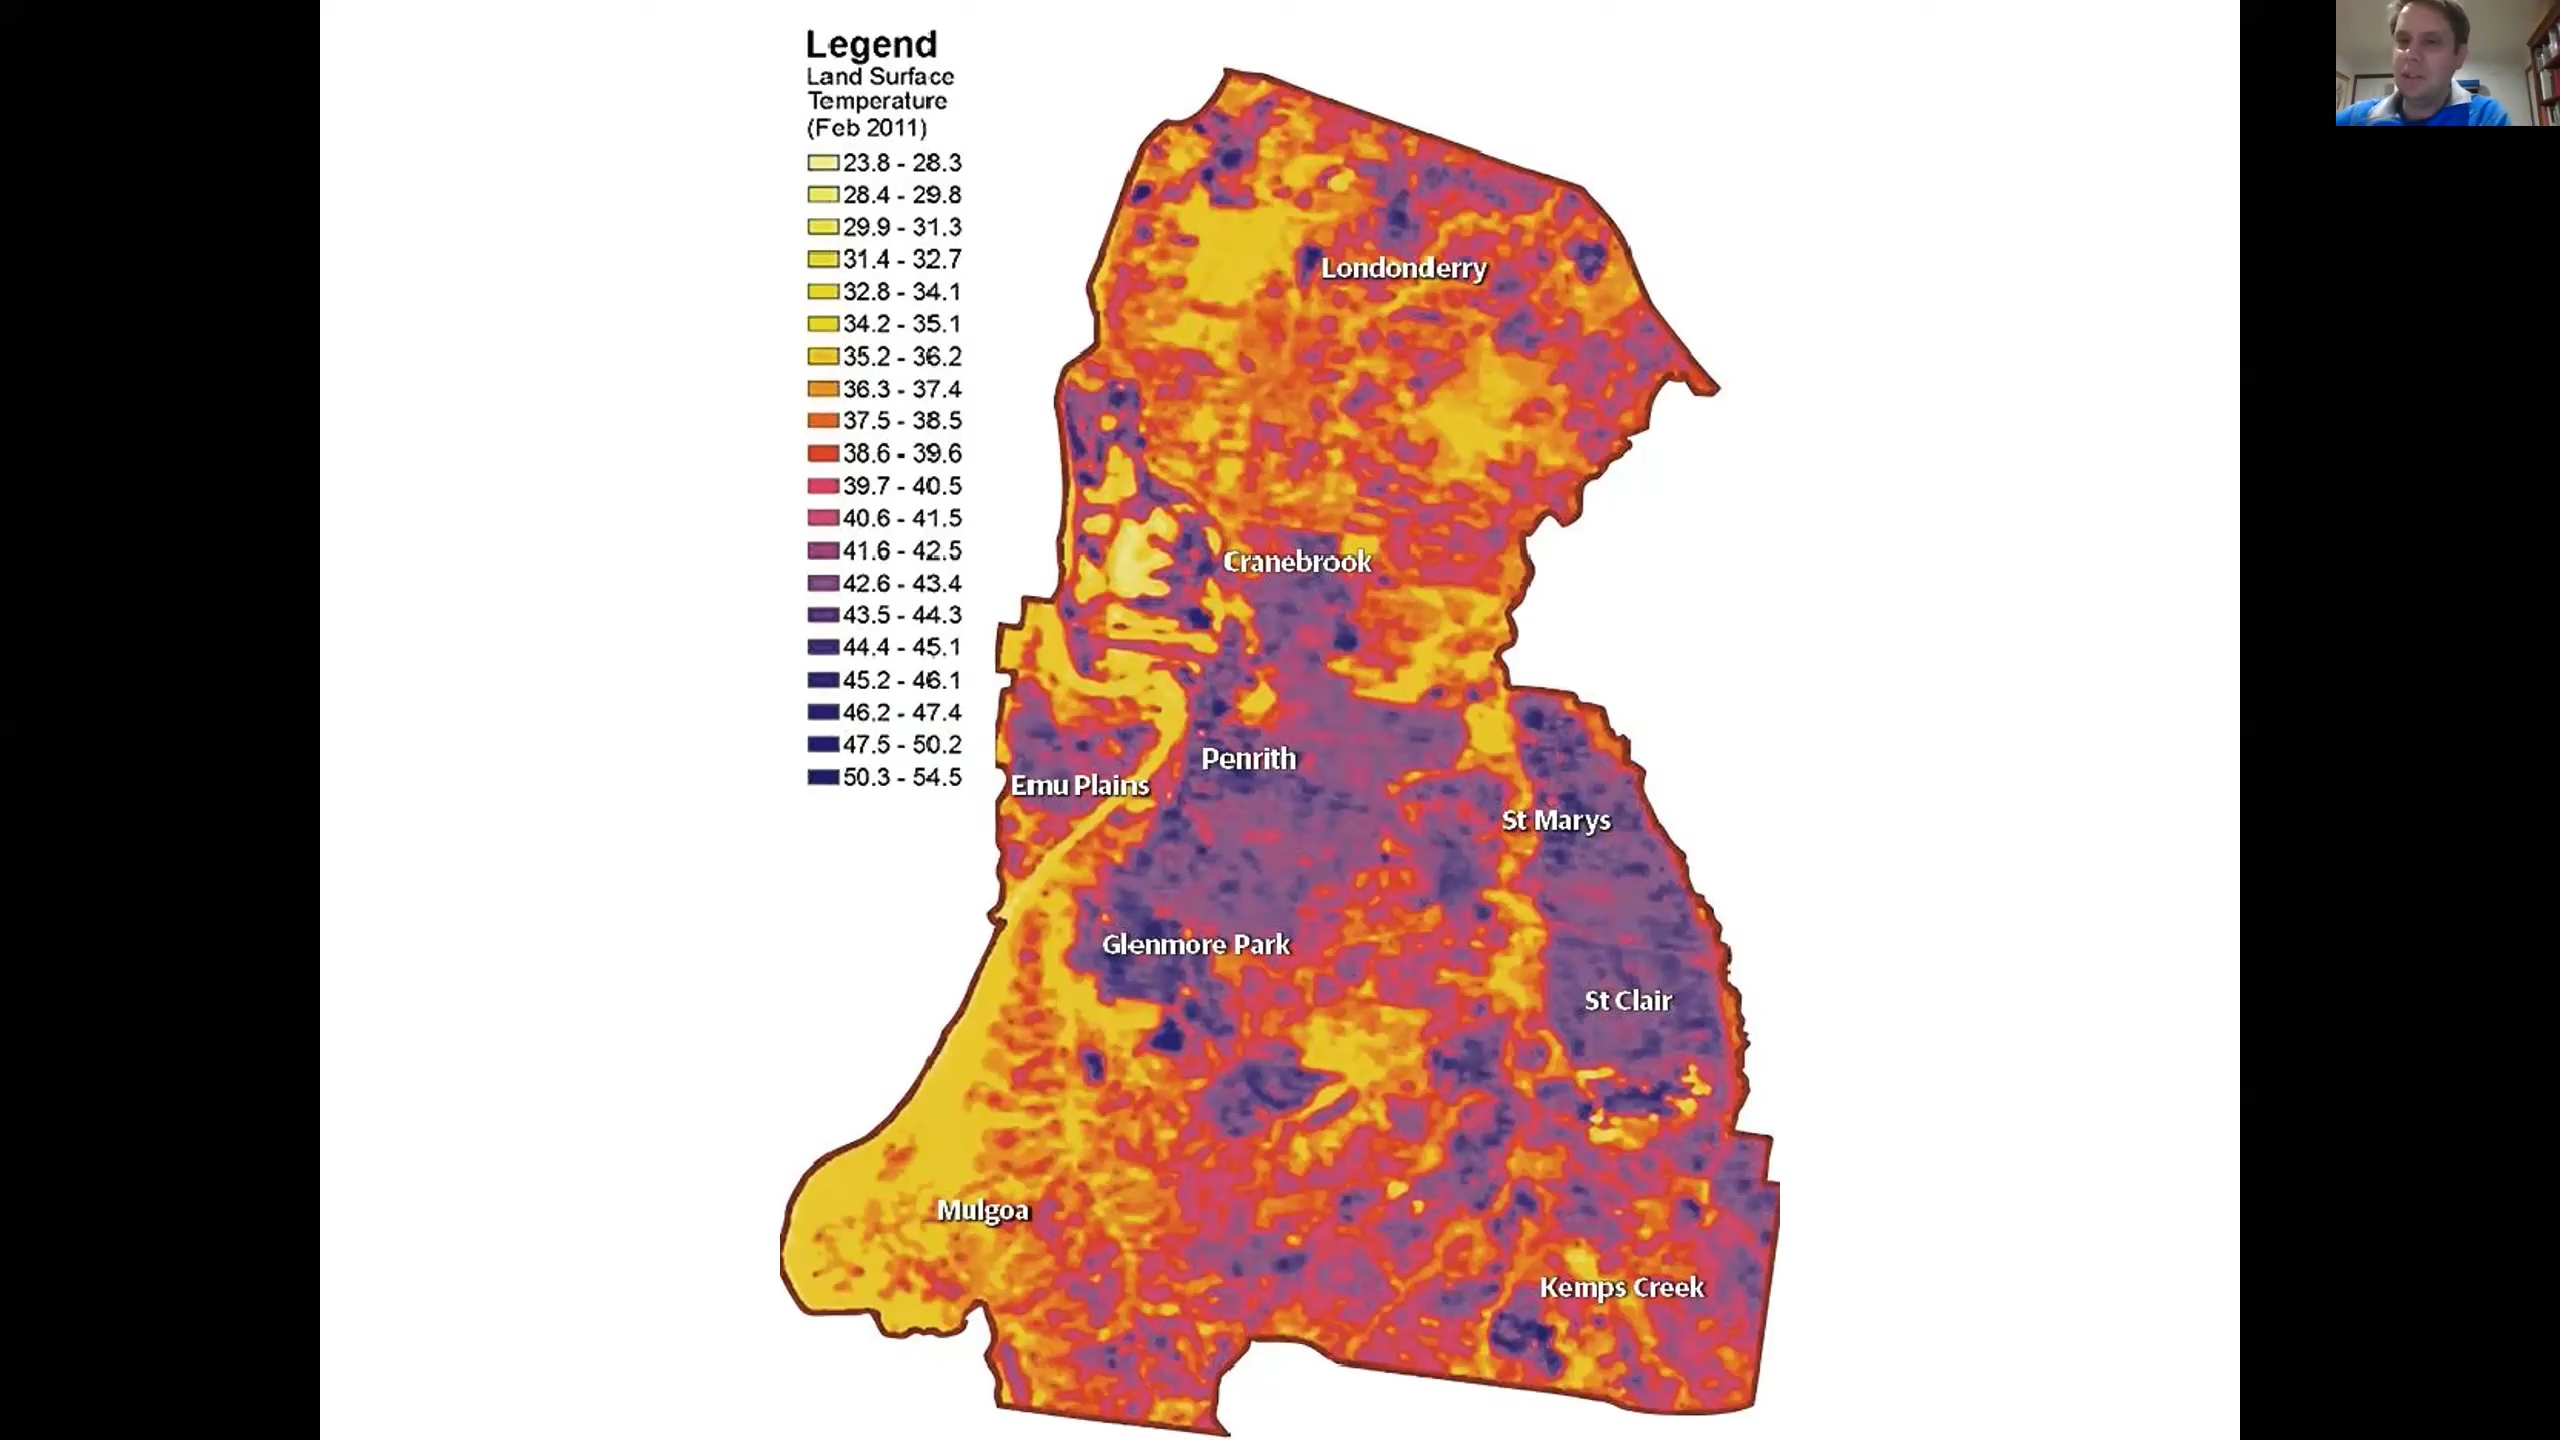 Legend
Land Surface
Temperature
(Feb 2011)
23.8 - 28.3
28.4 - 29.8
29.9 - 31.3
31.4 - 32.7
32.8 - 34.1
34.2 - 35.1
35.2 - 36.2
36.3 - 37.4
37.5 - 38.5
38.6 - 39.6
39.7 - 40.5
40.6 - 41.5
41.6 - 42.5
42.6 - 43.4
43.5 - 44.3
44.4 - 45.1
45.2 - 46.1
46.2 - 47.4
47.5 - 50.2
50.3 - 54.5
Londonderry
Cranebrook
Penrith
Emu Plains
St Marys
Glenmore Park
St Clair
Mulgoa
Kemps Creek